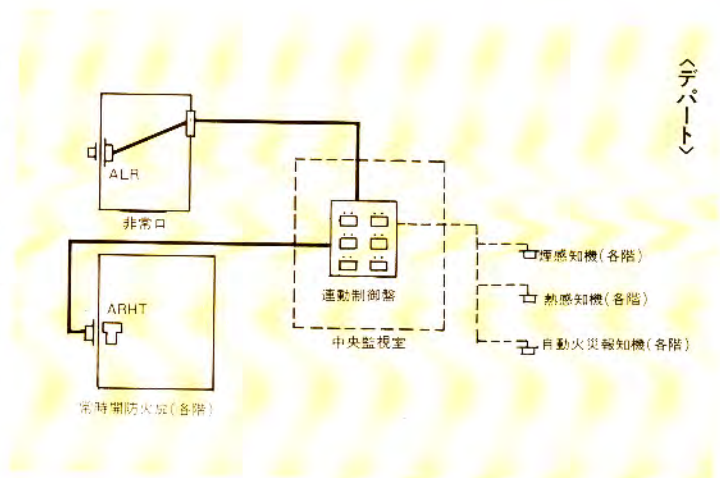 〈デパート〉
ALR
非常口
連動制御盤
中央監視室
ARHT
常時開防火戸(各階)
煙感知機(各階)
熱感知機(各階)
自動火災報知機(各階)